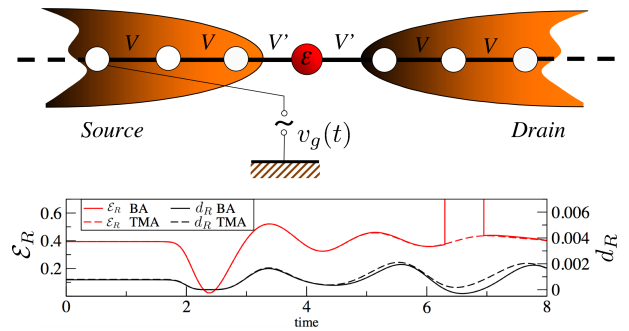 V V V' ε V' V V
Source ~ v_g(t) Drain
0.6 ε_R BA d_R BA 0.006
ε_R TMA d_R TMA
ε_R 0.4 0.004 d_R
0.2 0.002
0
0 2 4 6 8
time